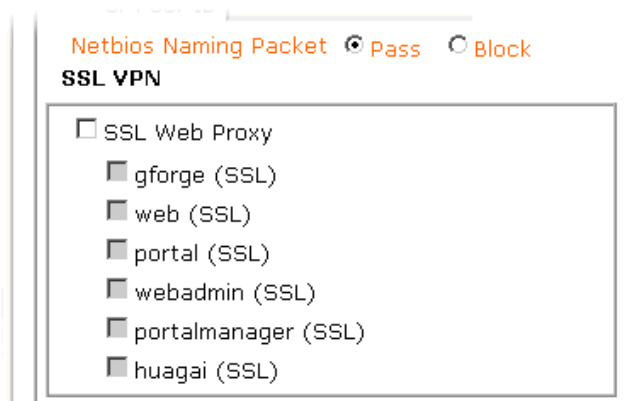 Netbios Naming Packet Pass Block
SSL VPN
SSL Web Proxy
gforge (SSL)
web (SSL)
portal (SSL)
webadmin (SSL)
portalmanager (SSL)
huagai (SSL)